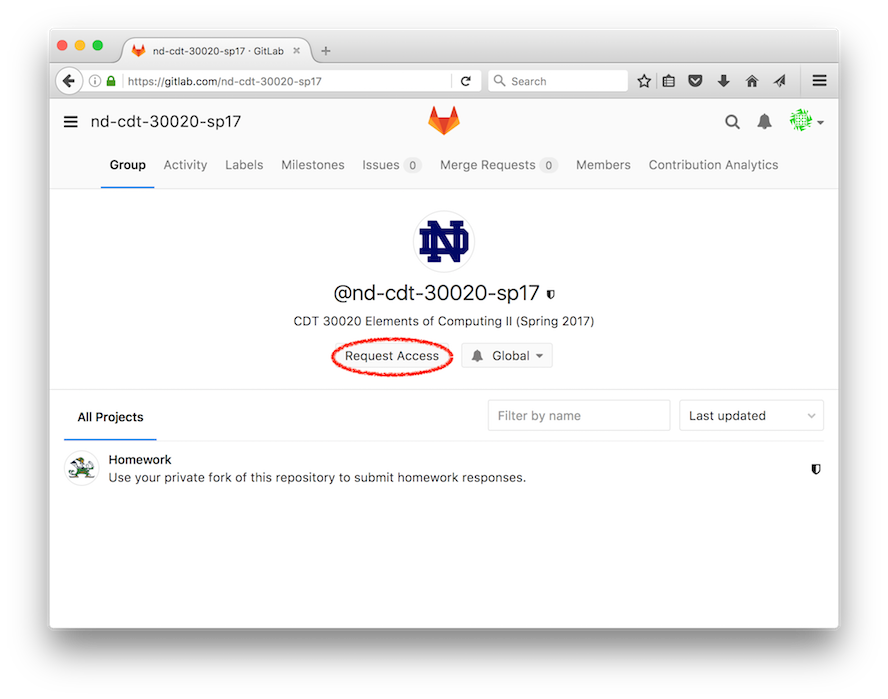 nd-cdt-30020-sp17 · GitLab
https://gitlab.com/nd-cdt-30020-sp17
Search
nd-cdt-30020-sp17
Group Activity Labels Milestones Issues 0 Merge Requests 0 Members Contribution Analytics
ND
@nd-cdt-30020-sp17
CDT 30020 Elements of Computing II (Spring 2017)
Request Access Global
All Projects Filter by name Last updated
Homework
Use your private fork of this repository to submit homework responses.